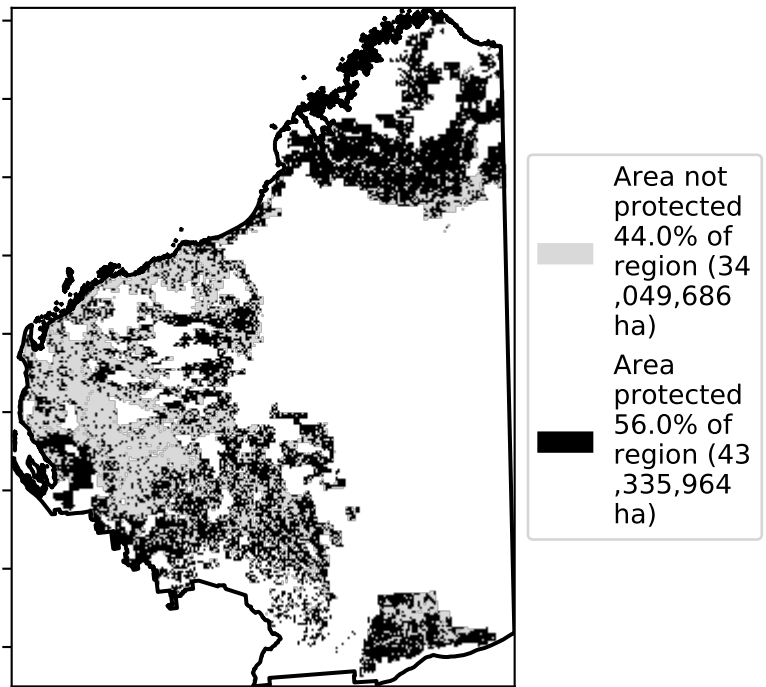 Area not
protected
44.0% of
region (34
,049,686
ha)
Area
protected
56.0% of
region (43
,335,964
ha)